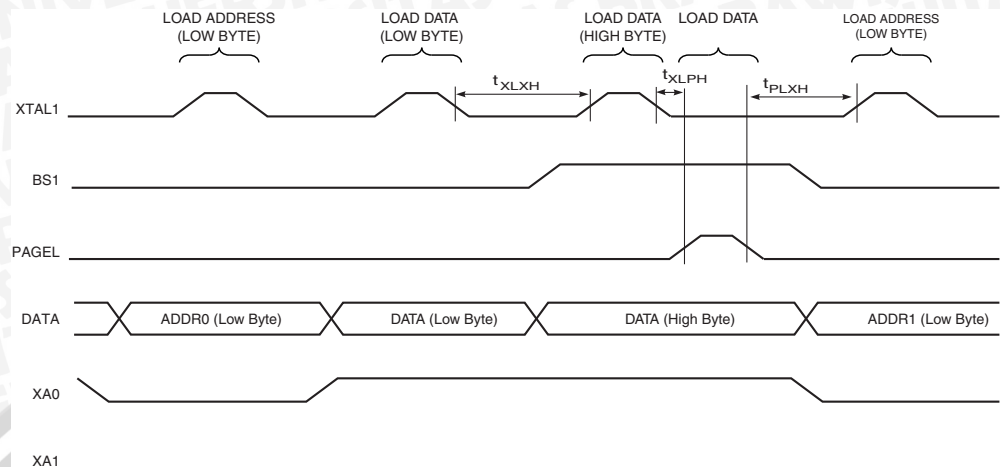 LOAD ADDRESS
(LOW BYTE)
LOAD DATA
(LOW BYTE)
LOAD DATA
(HIGH BYTE)
LOAD DATA
LOAD ADDRESS
(LOW BYTE)
XTAL1
tXLXH
tXLPH
tPLXH
BS1
PAGEL
DATA
ADDR0 (Low Byte)
DATA (Low Byte)
DATA (High Byte)
ADDR1 (Low Byte)
XA0
XA1